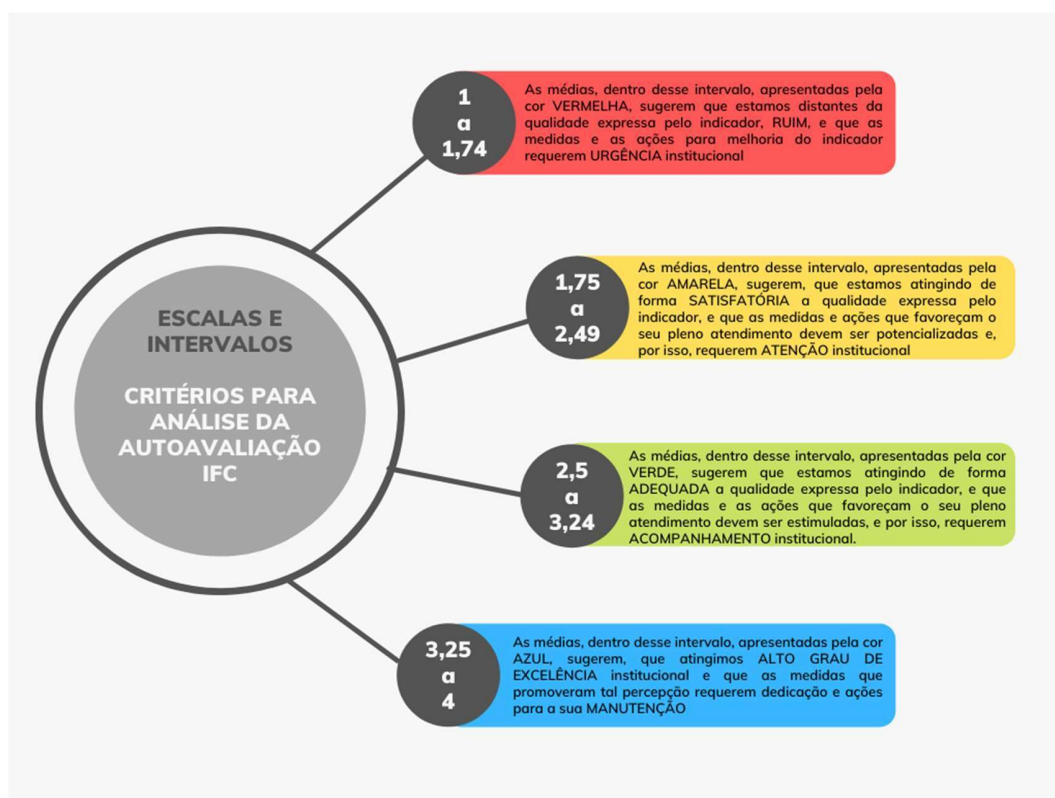 ESCALAS E
INTERVALOS
CRITÉRIOS PARA
ANÁLISE DA
AUTOAVALIAÇÃO
IFC
1
a
1,74
As médias, dentro desse intervalo, apresentadas pela
cor VERMELHA, sugerem que estamos distantes da
qualidade expressa pelo indicador, RUIM, e que as
medidas e as ações para melhoria do indicador
requerem URGÊNCIA institucional
1,75
a
2,49
As médias, dentro desse intervalo, apresentadas pela
cor AMARELA, sugerem, que estamos atingindo de
forma SATISFATÓRIA a qualidade expressa pelo
indicador, e que as medidas e ações que favoreçam o
seu pleno atendimento devem ser potencializadas e,
por isso, requerem ATENÇÃO institucional
2,5
a
3,24
As médias, dentro desse intervalo, apresentadas pela cor
VERDE, sugerem que estamos atingindo de forma
ADEQUADA a qualidade expressa pelo indicador, e que
as medidas e as ações que favoreçam o seu pleno
atendimento devem ser estimuladas, e por isso, requerem
ACOMPANHAMENTO institucional.
3,25
a
4
As médias, dentro desse intervalo, apresentadas pela cor
AZUL, sugerem, que atingimos ALTO GRAU DE
EXCELÊNCIA institucional e que as medidas que
promoveram tal percepção requerem dedicação e ações
para a sua MANUTENÇÃO